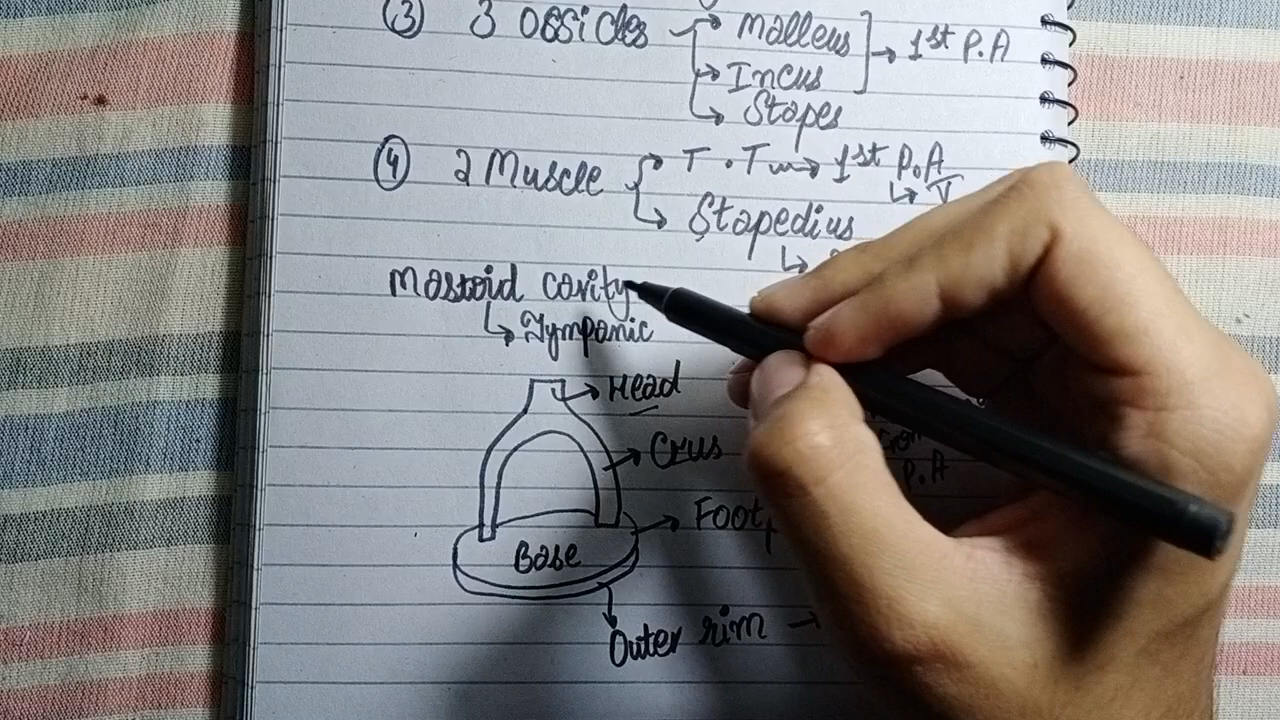 ③ 3 Ossicles → Malleus ] → 1st P.A
→ Incus
→ Stapes
④ 2 Muscle → T.Tm → 1st P.A
↳ V
→ Stapedius
Mastoid cavity
↳ Tympanic
→ Head
→ Crus
→ Foot
Base
P.A
Outer rim →